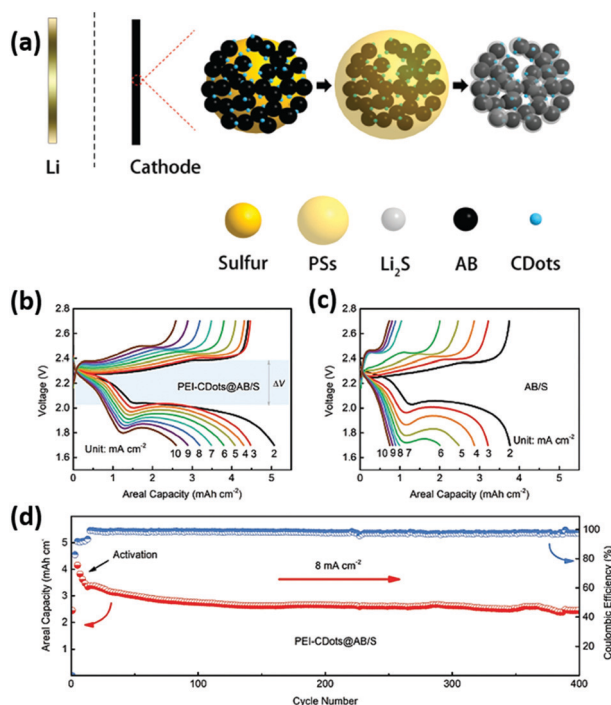 (a)
Li
Cathode
Sulfur
PSs
Li₂S
AB
CDots
(b)
2.8
2.6
2.4
2.2
2.0
1.8
1.6
Voltage (V)
PEI-CDots@AB/S
ΔV
Unit: mA cm⁻²
10 9 8 7 6 5 4 3 2
0 1 2 3 4 5
Areal Capacity (mAh cm⁻²)
(c)
2.8
2.6
2.4
2.2
2.0
1.8
1.6
Voltage (V)
AB/S
10 9 8 7 6 5 4 3 2
Unit: mA cm⁻²
0 1 2 3 4 5
Areal Capacity (mAh cm⁻²)
(d)
5
4
3
2
1
Areal Capacity (mAh cm⁻
Activation
8 mA cm⁻²
PEI-CDots@AB/S
100
80
60
40
20
Coulombic Efficiency (%)
0 100 200 300 400
Cycle Number